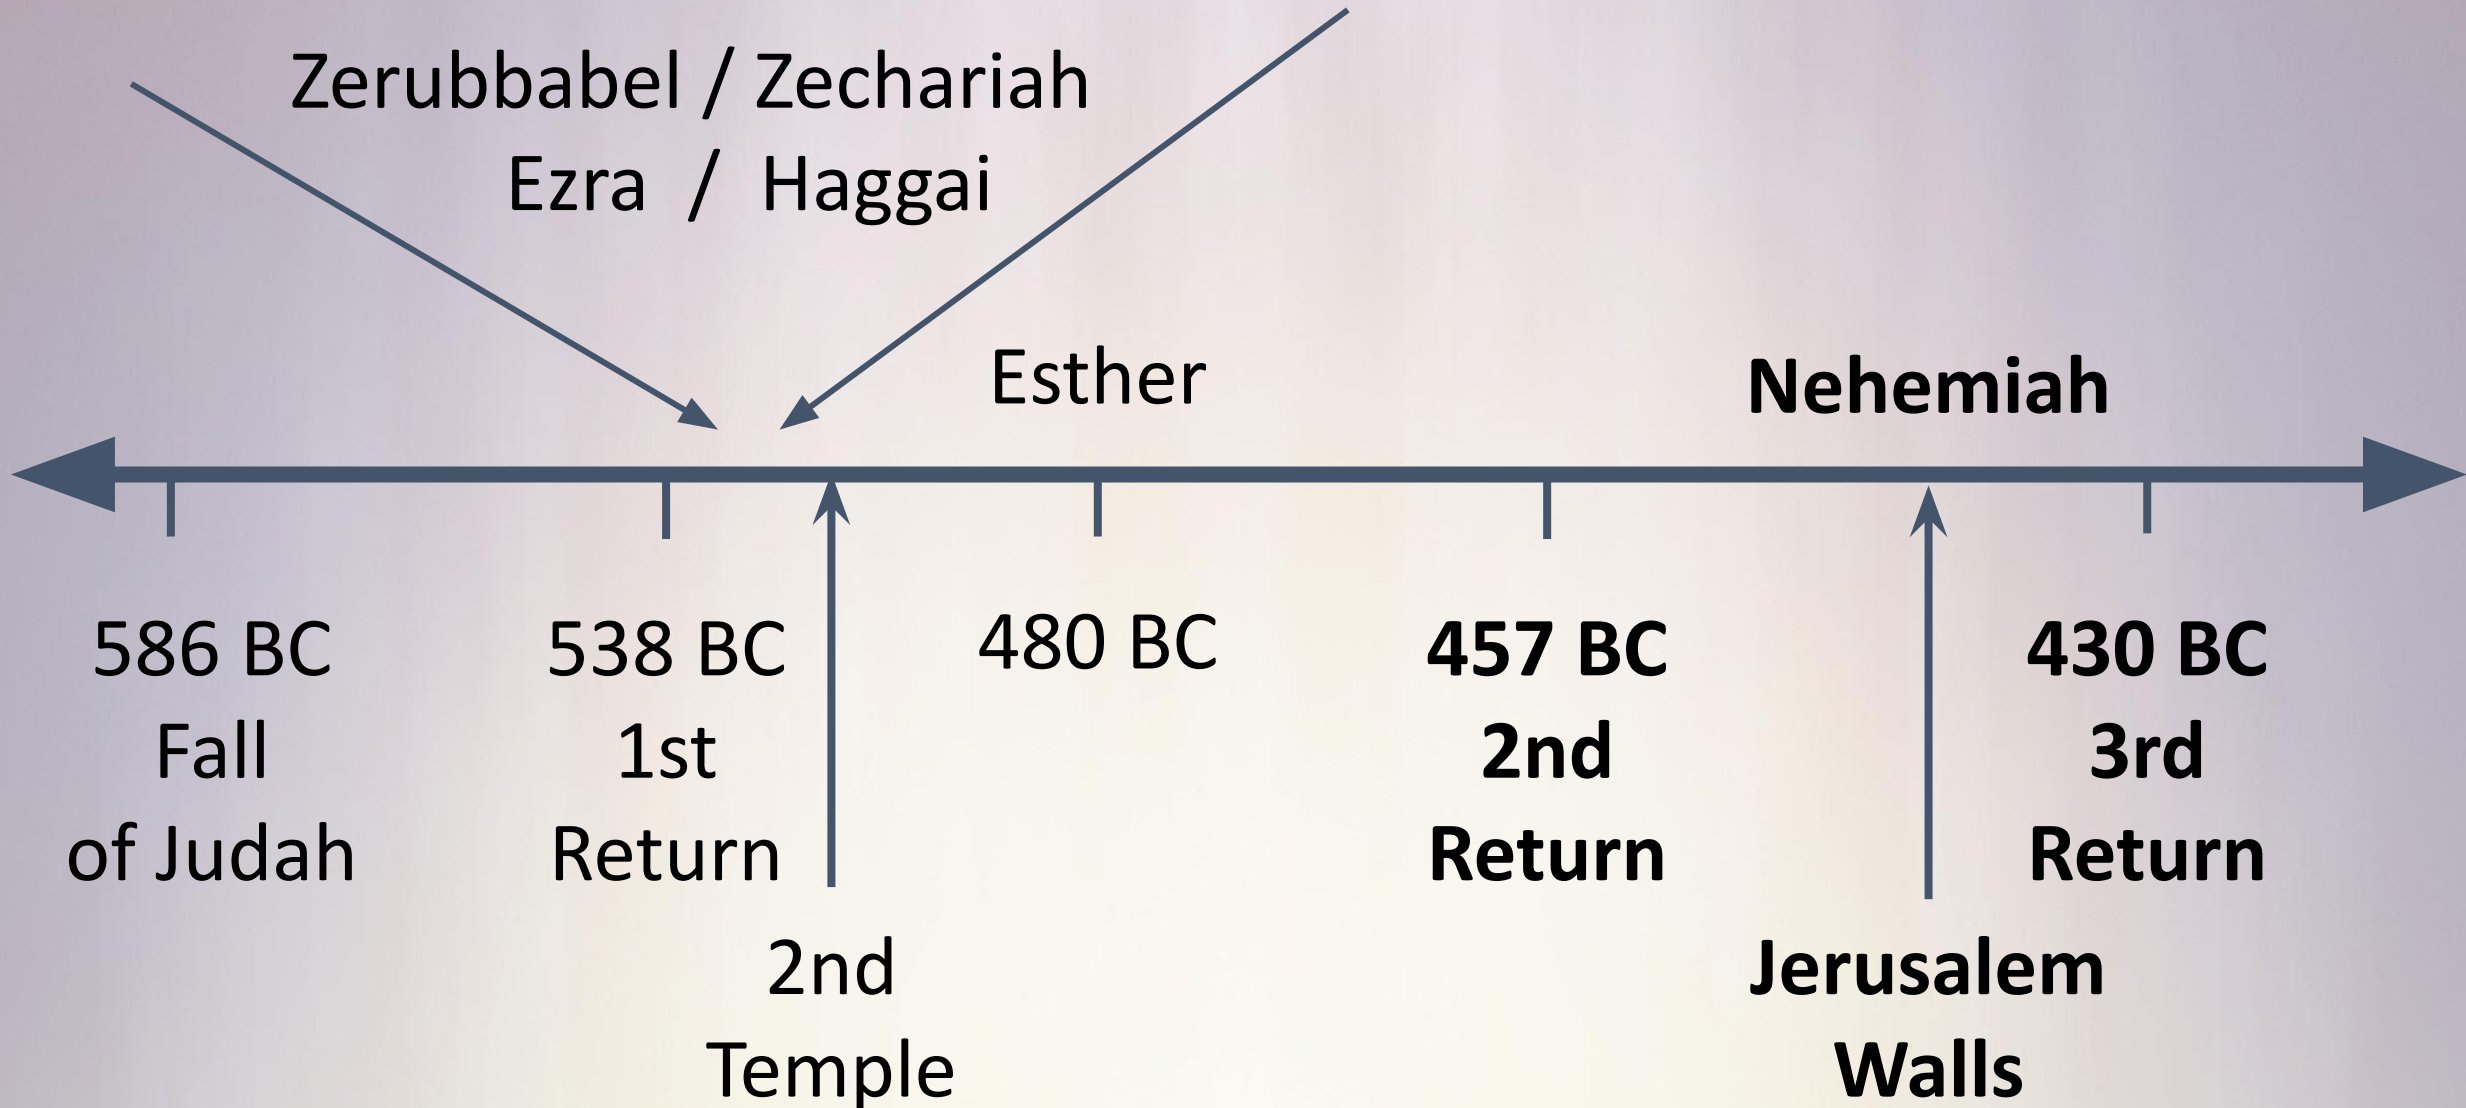 Zerubbabel / Zechariah
Ezra / Haggai
Esther
Nehemiah
586 BC
Fall
of Judah
538 BC
1st
Return
2nd
Temple
480 BC
457 BC
2nd
Return
Jerusalem
Walls
430 BC
3rd
Return